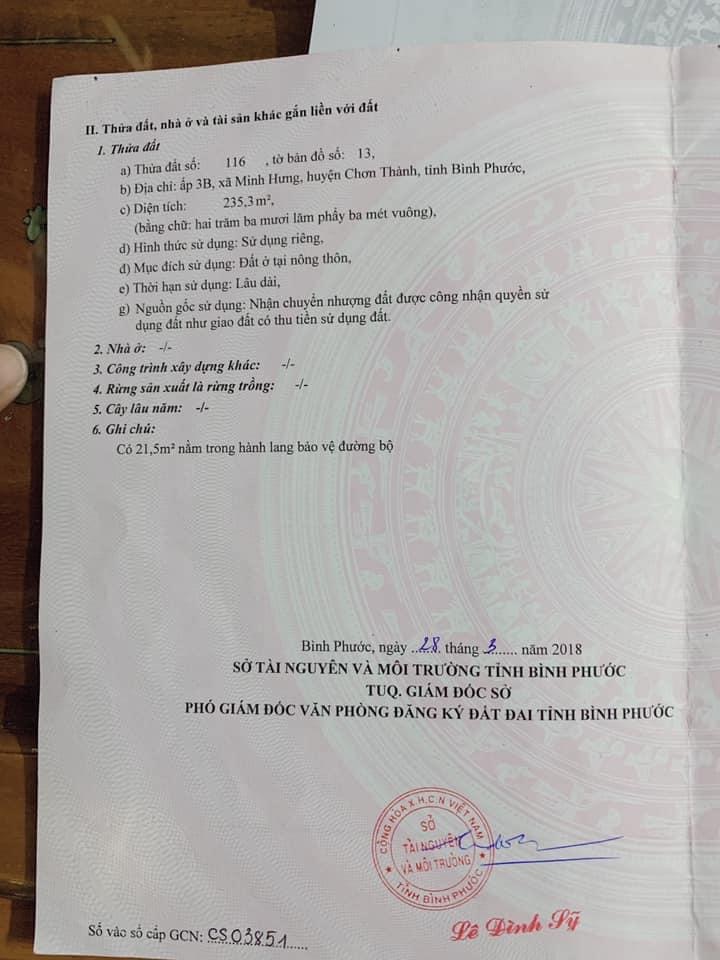 II. Thửa đất, nhà ở và tài sản khác gắn liền với đất
1. Thửa đất
a) Thửa đất số: 116 , tờ bản đồ số: 13,
b) Địa chỉ: ấp 3B, xã Minh Hưng, huyện Chơn Thành, tỉnh Bình Phước,
c) Diện tích: 235,3 m²,
(bằng chữ: hai trăm ba mươi lăm phẩy ba mét vuông),
d) Hình thức sử dụng: Sử dụng riêng,
đ) Mục đích sử dụng: Đất ở tại nông thôn,
e) Thời hạn sử dụng: Lâu dài,
g) Nguồn gốc sử dụng: Nhận chuyển nhượng đất được công nhận quyền sử
dụng đất như giao đất có thu tiền sử dụng đất.
2. Nhà ở: -/-
3. Công trình xây dựng khác: -/-
4. Rừng sản xuất là rừng trồng: -/-
5. Cây lâu năm: -/-
6. Ghi chú:
Có 21,5m² nằm trong hành lang bảo vệ đường bộ
Bình Phước, ngày ..28. tháng .3....... năm 2018
SỞ TÀI NGUYÊN VÀ MÔI TRƯỜNG TỈNH BÌNH PHƯỚC
TUQ. GIÁM ĐỐC SỞ
PHÓ GIÁM ĐỐC VĂN PHÒNG ĐĂNG KÝ ĐẤT ĐAI TỈNH BÌNH PHƯỚC
CỘNG HÒA X.H.C.N VIỆT NAM
SỞ
TÀI NGUYÊN
VÀ MÔI TRƯỜNG
TỈNH BÌNH PHƯỚC
Lê Đình Sỹ
Số vào sổ cấp GCN: CS03851......